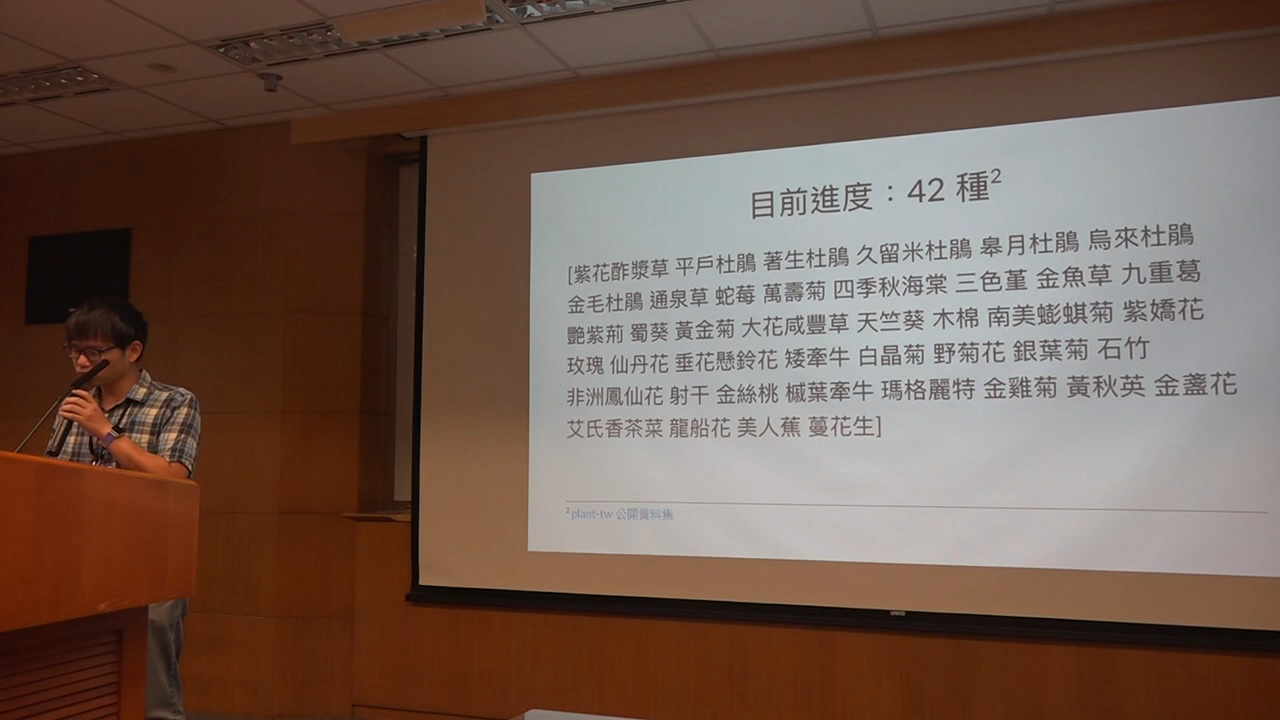 目前進度：42 種²
[紫花酢漿草 平戶杜鵑 著生杜鵑 久留米杜鵑 皋月杜鵑 烏來杜鵑
金毛杜鵑 通泉草 蛇莓 萬壽菊 四季秋海棠 三色堇 金魚草 九重葛
艷紫荊 蜀葵 黃金菊 大花咸豐草 天竺葵 木棉 南美蟛蜞菊 紫嬌花
玫瑰 仙丹花 垂花懸鈴花 矮牽牛 白晶菊 野菊花 銀葉菊 石竹
非洲鳳仙花 射干 金絲桃 槭葉牽牛 瑪格麗特 金雞菊 黃秋英 金盞花
艾氏香茶菜 龍船花 美人蕉 蔓花生]
² plant-tw 公開資料集